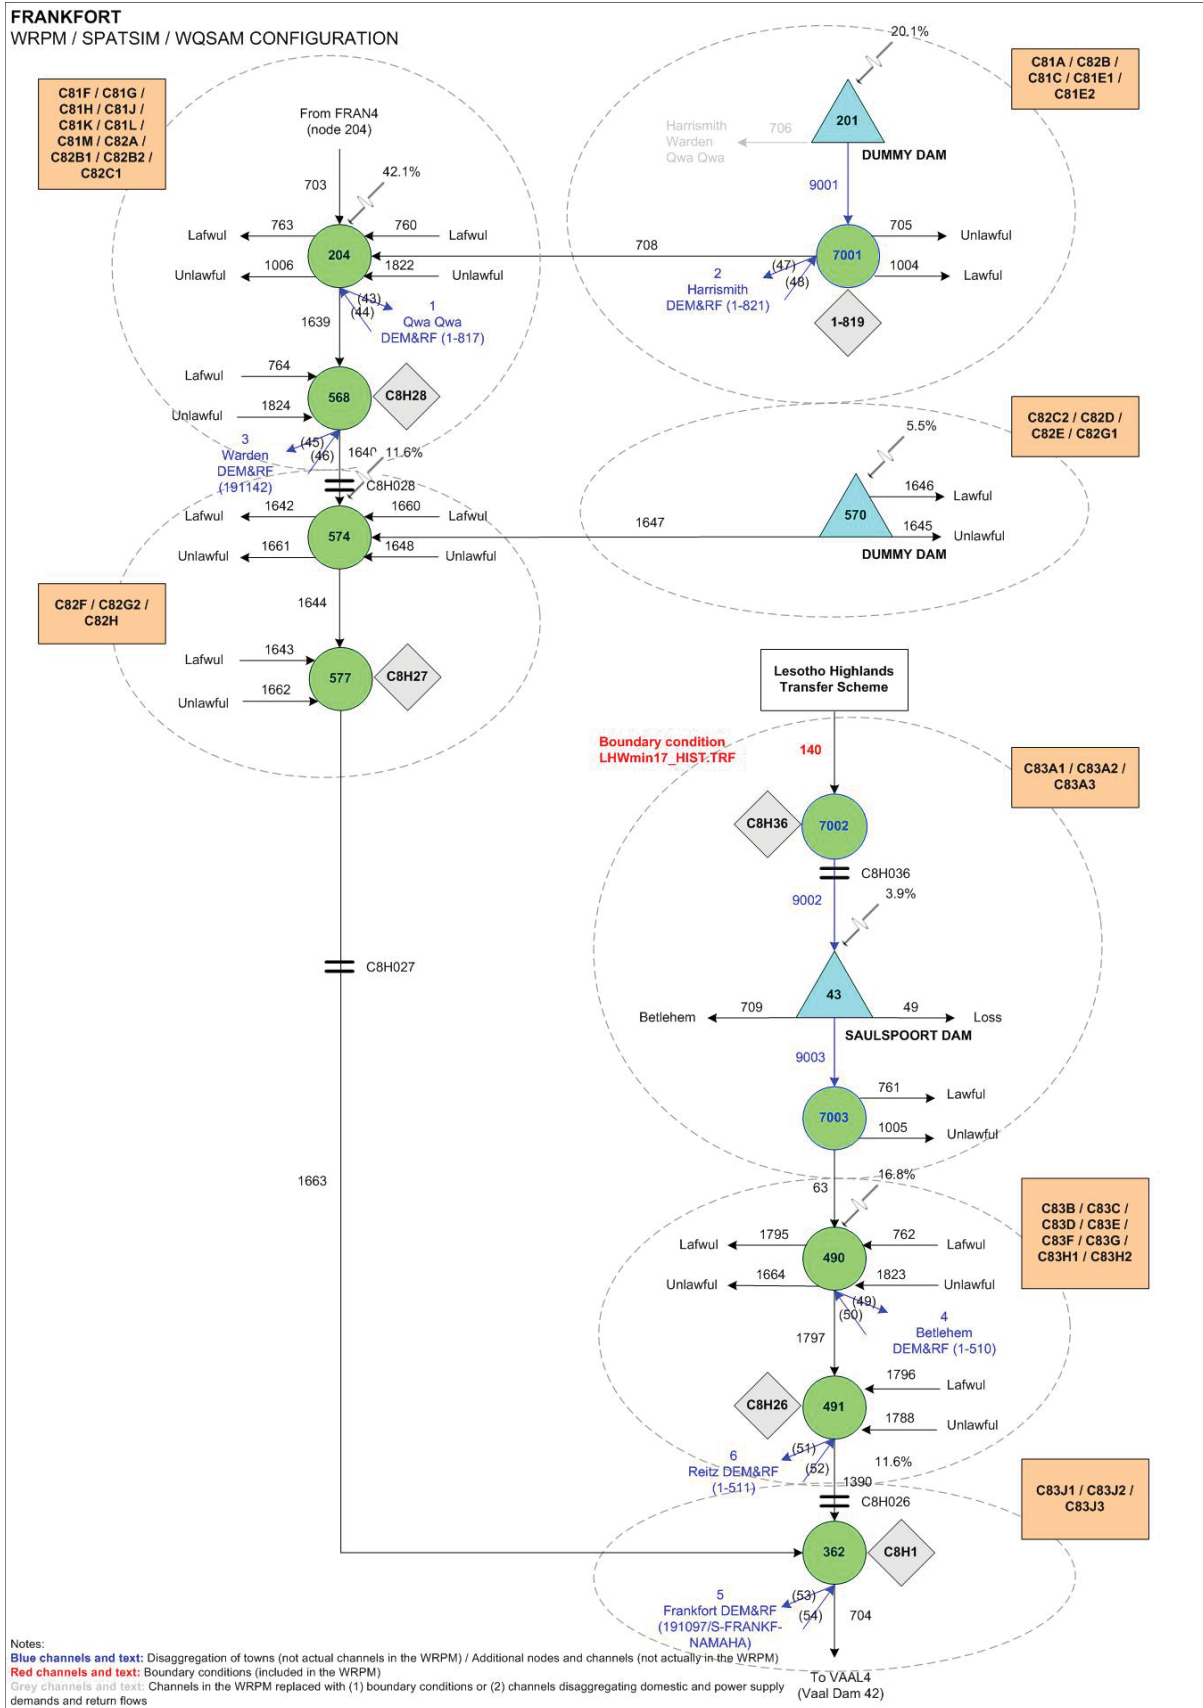 FRANKFORT
WRPM / SPATSIM / WQSAM CONFIGURATION
C81F / C81G /
C81H / C81J /
C81K / C81L /
C81M / C82A /
C82B1 / C82B2 /
C82C1
From FRAN4
(node 204)
703
42.1%
20.1%
C81A / C82B /
C81C / C81E1 /
C81E2
201
DUMMY DAM
Harrismith
Warden
Qwa Qwa
706
9001
Lafwul
763
760
Lafwul
204
Unlawful
1006
1822
Unlawful
708
7001
705
Unlawful
1004
Lawful
(47)
(48)
2
Harrismith
DEM&RF (1-821)
1-819
(43)
(44)
1
Qwa Qwa
DEM&RF (1-817)
1639
Lafwul
764
568
C8H28
Unlawful
1824
(45)
(46)
3
Warden
DEM&RF
(191142)
1640
11.6%
C8H028
C82C2 / C82D /
C82E / C82G1
5.5%
570
DUMMY DAM
1646
Lawful
1645
Unlawful
1647
Lafwul
1642
1660
Lafwul
574
Unlawful
1661
1648
Unlawful
C82F / C82G2 /
C82H
1644
Lafwul
1643
577
C8H27
Unlawful
1662
Lesotho Highlands
Transfer Scheme
Boundary condition
LHWmin17_HIST.TRF
140
C83A1 / C83A2 /
C83A3
C8H36
7002
C8H036
9002
3.9%
C8H027
43
Betlehem
709
49
Loss
SAULSPOORT DAM
9003
7003
761
Lawful
1005
Unlawful
1663
63
16.8%
C83B / C83C /
C83D / C83E /
C83F / C83G /
C83H1 / C83H2
Lafwul
1795
762
Lafwul
490
Unlawful
1664
1823
Unlawful
(49)
(50)
4
Betlehem
DEM&RF (1-510)
1797
C8H26
491
1796
Lafwul
1788
Unlawful
(51)
(52)
6
Reitz DEM&RF
(1-511)
11.6%
1390
C8H026
C83J1 / C83J2 /
C83J3
362
C8H1
(53)
(54)
5
Frankfort DEM&RF
(191097/S-FRANKF-
NAMAHA)
704
To VAAL4
(Vaal Dam 42)
Notes:
Blue channels and text: Disaggregation of towns (not actual channels in the WRPM) / Additional nodes and channels (not actually in the WRPM)
Red channels and text: Boundary conditions (included in the WRPM)
Grey channels and text: Channels in the WRPM replaced with (1) boundary conditions or (2) channels disaggregating domestic and power supply
demands and return flows